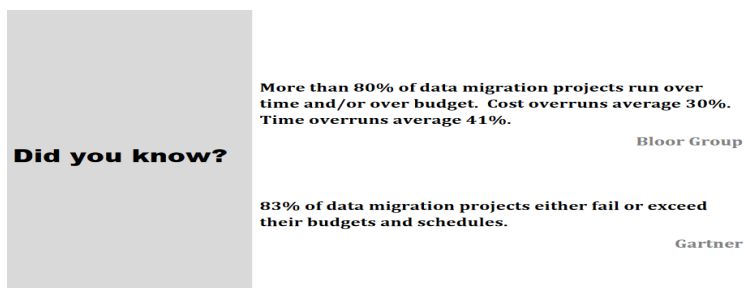 Did you know?
More than 80% of data migration projects run over
time and/or over budget.  Cost overruns average 30%.
Time overruns average 41%.
Bloor Group
83% of data migration projects either fail or exceed
their budgets and schedules.
Gartner